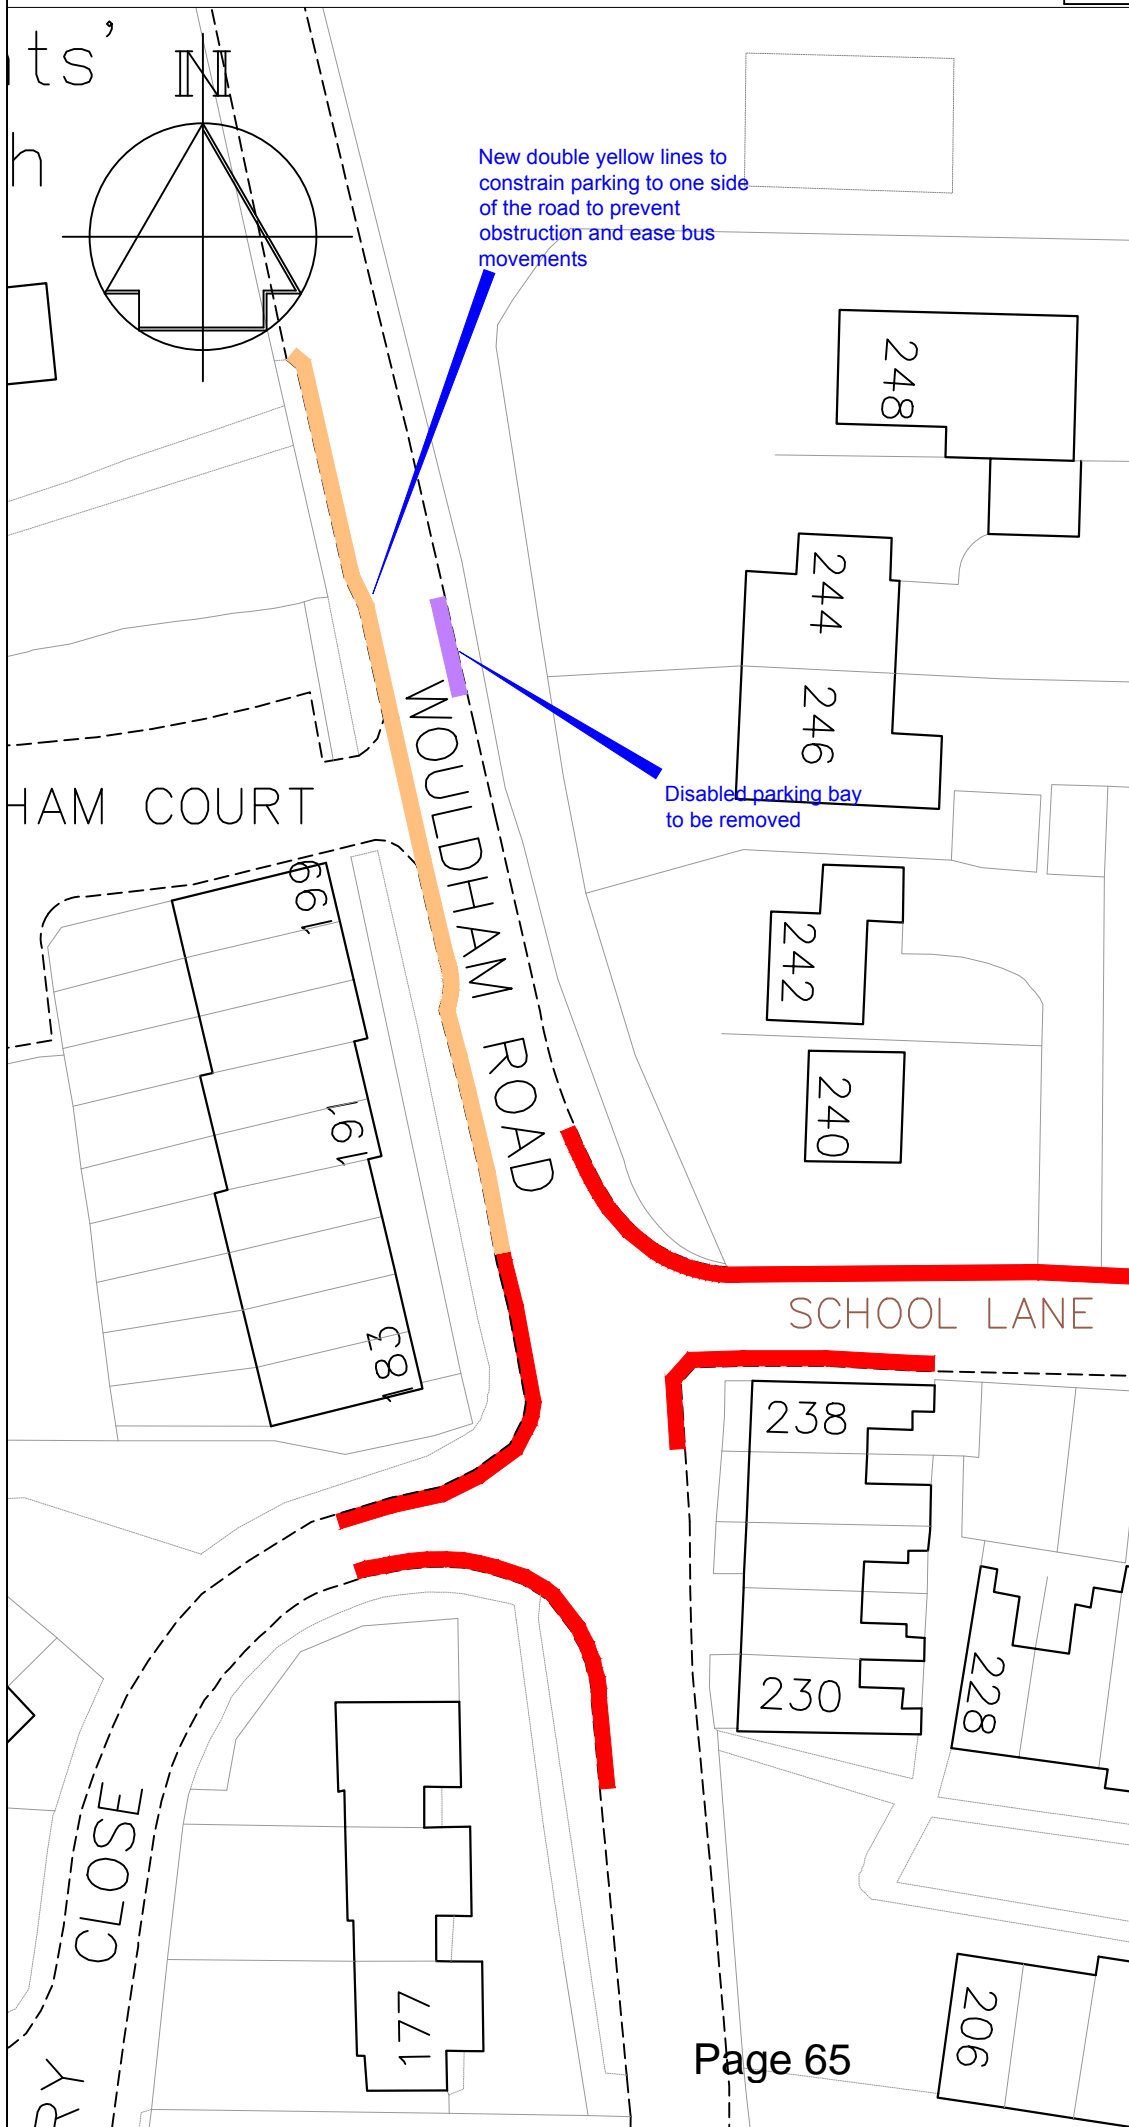 ts'
h
N
New double yellow lines to
constrain parking to one side
of the road to prevent
obstruction and ease bus
movements
248
244
246
WOULDHAM ROAD
Disabled parking bay
to be removed
HAM COURT
199
242
240
191
SCHOOL LANE
183
238
230
228
CLOSE
177
206
RY
Page 65